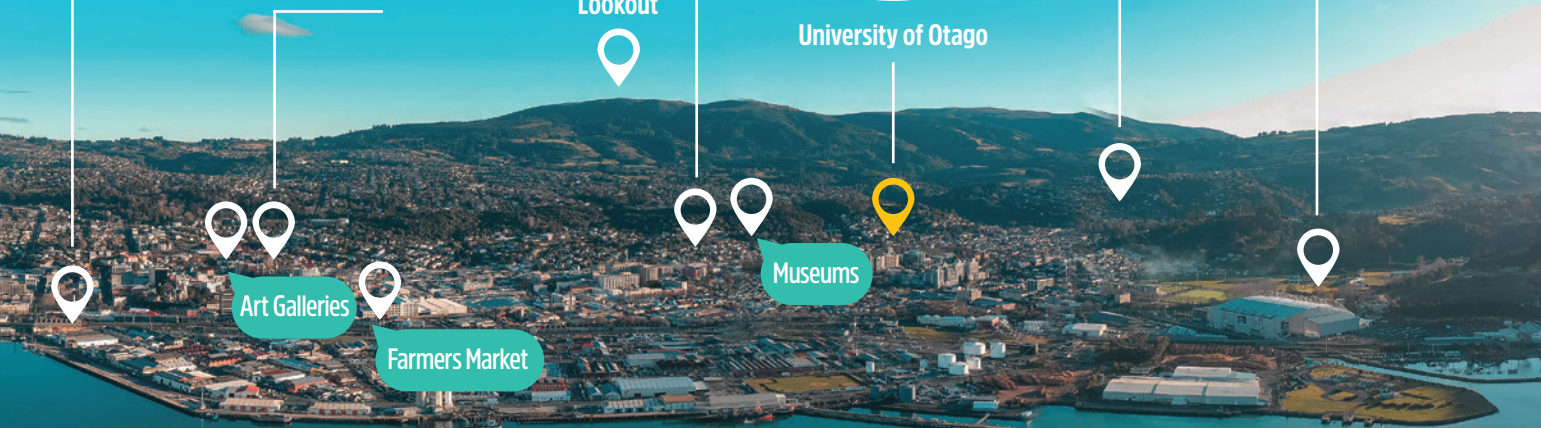 Lookout
University of Otago
Museums
Art Galleries
Farmers Market